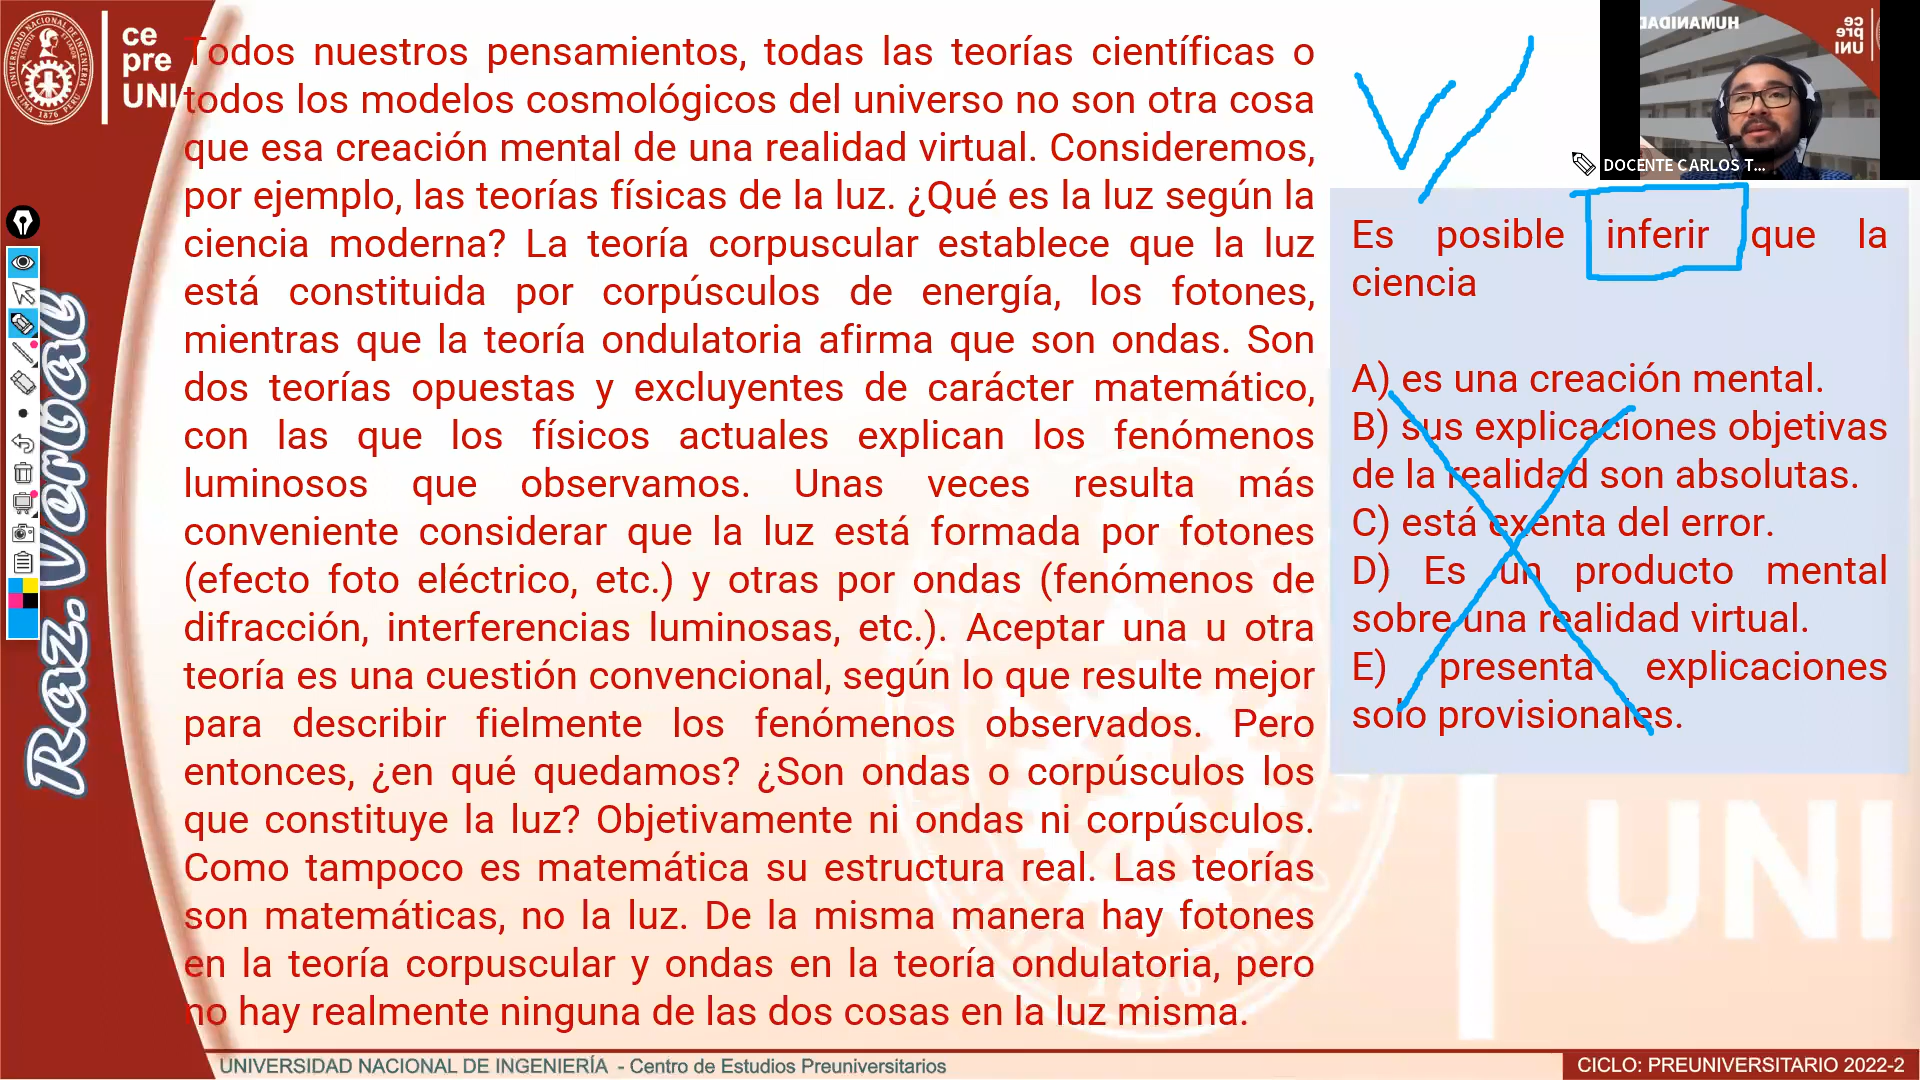 ce
pre
UNI
Todos nuestros pensamientos, todas las teorías científicas o
todos los modelos cosmológicos del universo no son otra cosa
que esa creación mental de una realidad virtual. Consideremos,
por ejemplo, las teorías físicas de la luz. ¿Qué es la luz según la
ciencia moderna? La teoría corpuscular establece que la luz
está constituida por corpúsculos de energía, los fotones,
mientras que la teoría ondulatoria afirma que son ondas. Son
dos teorías opuestas y excluyentes de carácter matemático,
con las que los físicos actuales explican los fenómenos
luminosos que observamos. Unas veces resulta más
conveniente considerar que la luz está formada por fotones
(efecto foto eléctrico, etc.) y otras por ondas (fenómenos de
difracción, interferencias luminosas, etc.). Aceptar una u otra
teoría es una cuestión convencional, según lo que resulte mejor
para describir fielmente los fenómenos observados. Pero
entonces, ¿en qué quedamos? ¿Son ondas o corpúsculos los
que constituye la luz? Objetivamente ni ondas ni corpúsculos.
Como tampoco es matemática su estructura real. Las teorías
son matemáticas, no la luz. De la misma manera hay fotones
en la teoría corpuscular y ondas en la teoría ondulatoria, pero
no hay realmente ninguna de las dos cosas en la luz misma.
HUMANIDAD
ce
pre
UNI
DOCENTE CARLOS T...
Es posible inferir que la
ciencia
A) es una creación mental.
B) sus explicaciones objetivas
de la realidad son absolutas.
C) está exenta del error.
D) Es un producto mental
sobre una realidad virtual.
E) presenta explicaciones
solo provisionales.
Raz. Verbal
UNI
UNIVERSIDAD NACIONAL DE INGENIERÍA - Centro de Estudios Preuniversitarios
CICLO: PREUNIVERSITARIO 2022-2